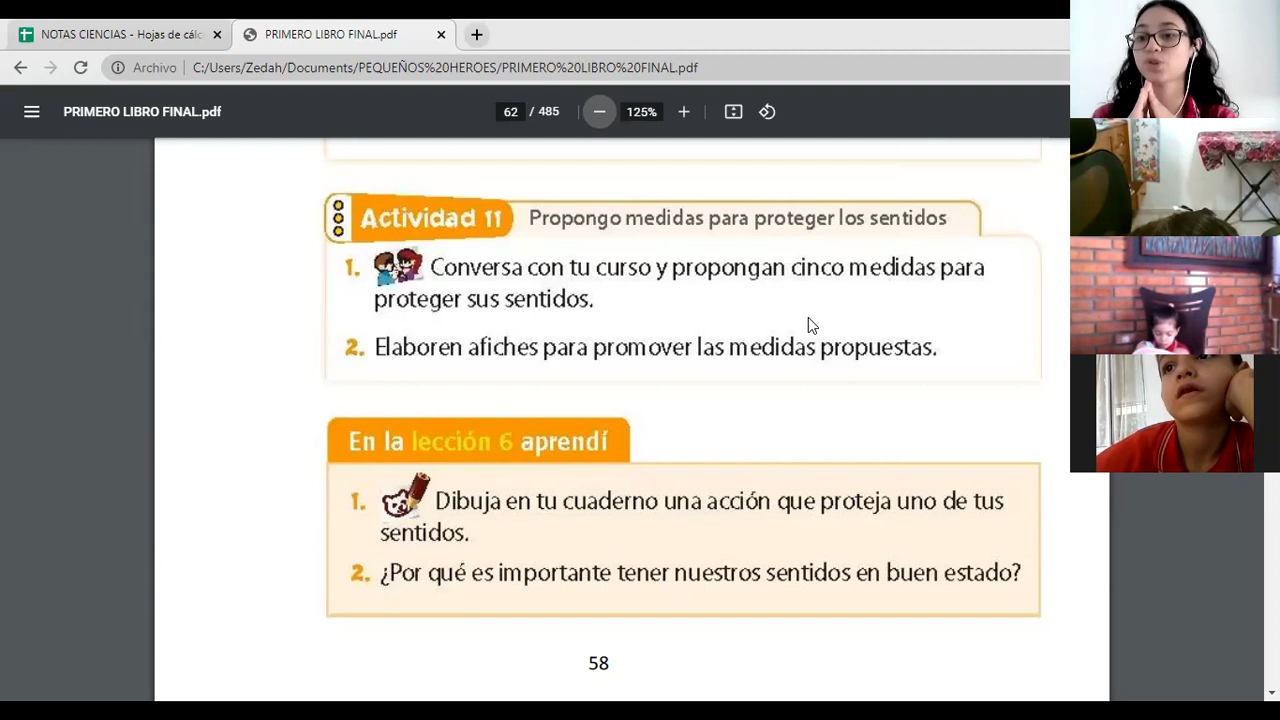 NOTAS CIENCIAS - Hojas de cálc
PRIMERO LIBRO FINAL.pdf
Archivo
C:/Users/Zedah/Documents/PEQUEÑOS%20HEROES/PRIMERO%20LIBRO%20FINAL.pdf
PRIMERO LIBRO FINAL.pdf
62 / 485
125%
Actividad 11 Propongo medidas para proteger los sentidos
1. Conversa con tu curso y propongan cinco medidas para
proteger sus sentidos.
2. Elaboren afiches para promover las medidas propuestas.
En la lección 6 aprendí
1. Dibuja en tu cuaderno una acción que proteja uno de tus
sentidos.
2. ¿Por qué es importante tener nuestros sentidos en buen estado?
58